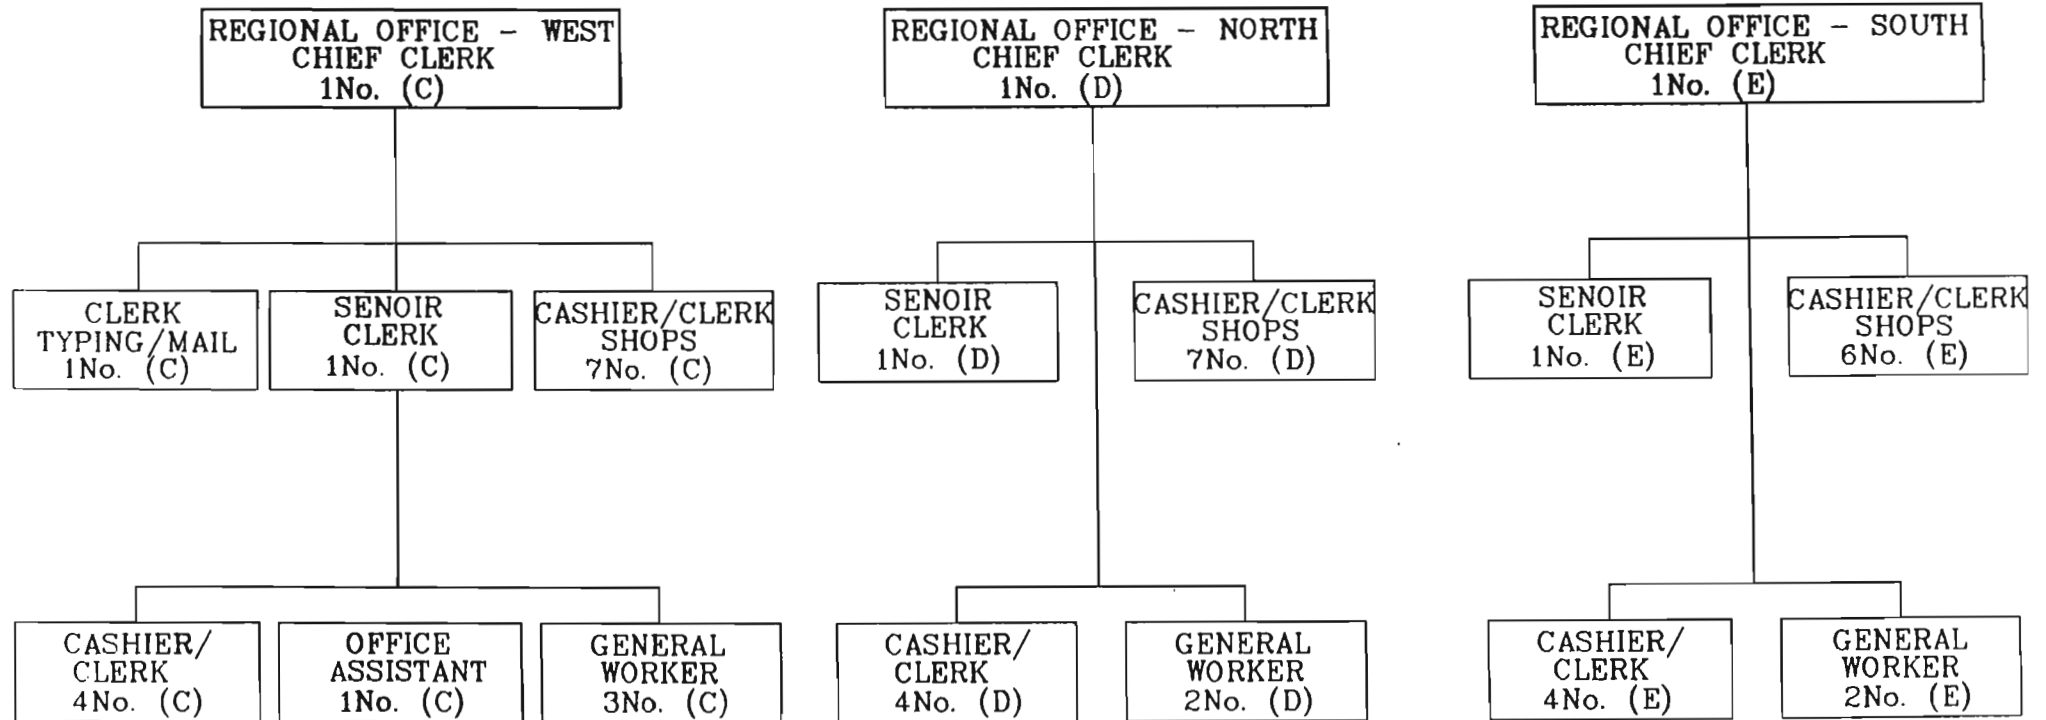 REGIONAL OFFICE - WEST
CHIEF CLERK
1No. (C)
REGIONAL OFFICE - NORTH
CHIEF CLERK
1No. (D)
REGIONAL OFFICE - SOUTH
CHIEF CLERK
1No. (E)
CLERK
TYPING/MAIL
1No. (C)
SENOIR
CLERK
1No. (C)
CASHIER/CLERK
SHOPS
7No. (C)
SENOIR
CLERK
1No. (D)
CASHIER/CLERK
SHOPS
7No. (D)
SENOIR
CLERK
1No. (E)
CASHIER/CLERK
SHOPS
6No. (E)
CASHIER/
CLERK
4No. (C)
OFFICE
ASSISTANT
1No. (C)
GENERAL
WORKER
3No. (C)
CASHIER/
CLERK
4No. (D)
GENERAL
WORKER
2No. (D)
CASHIER/
CLERK
4No. (E)
GENERAL
WORKER
2No. (E)